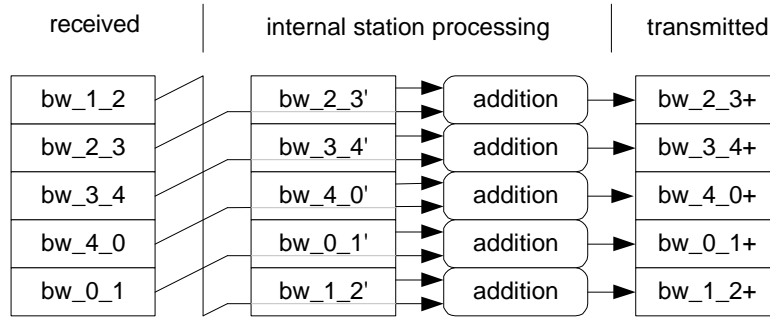 received internal station processing transmitted
bw_1_2 bw_2_3' addition bw_2_3+
bw_2_3 bw_3_4' addition bw_3_4+
bw_3_4 bw_4_0' addition bw_4_0+
bw_4_0 bw_0_1' addition bw_0_1+
bw_0_1 bw_1_2' addition bw_1_2+